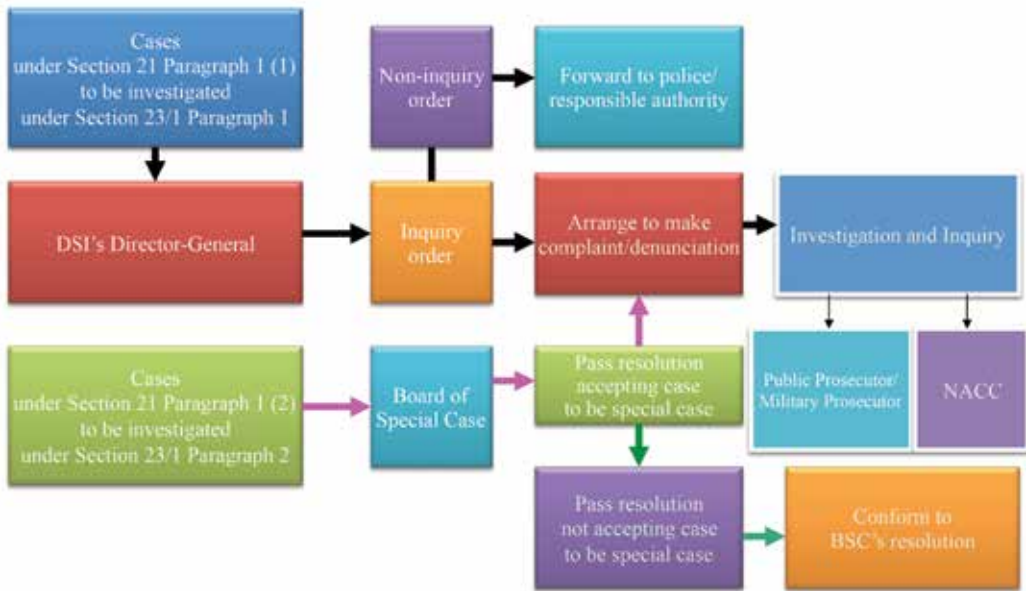 Cases
under Section 21 Paragraph 1 (1)
to be investigated
under Section 23/1 Paragraph 1
Non-inquiry
order
Forward to police/
responsible authority
DSI's Director-General
Inquiry
order
Arrange to make
complaint/denunciation
Investigation and Inquiry
Cases
under Section 21 Paragraph 1 (2)
to be investigated
under Section 23/1 Paragraph 2
Board of
Special Case
Pass resolution
accepting case
to be special case
Public Prosecutor/
Military Prosecutor
NACC
Pass resolution
not accepting case
to be special case
Conform to
BSC's resolution